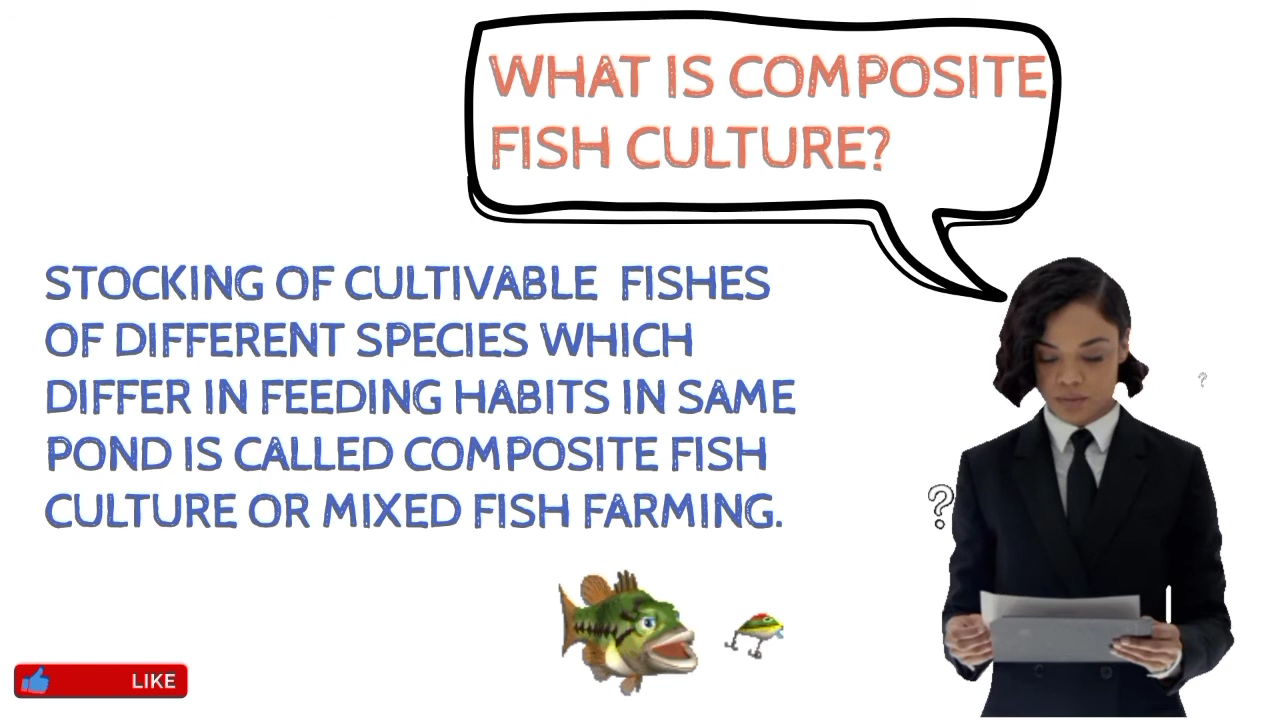 WHAT IS COMPOSITE
FISH CULTURE?
STOCKING OF CULTIVABLE FISHES
OF DIFFERENT SPECIES WHICH
DIFFER IN FEEDING HABITS IN SAME
POND IS CALLED COMPOSITE FISH
CULTURE OR MIXED FISH FARMING.
?
?
LIKE